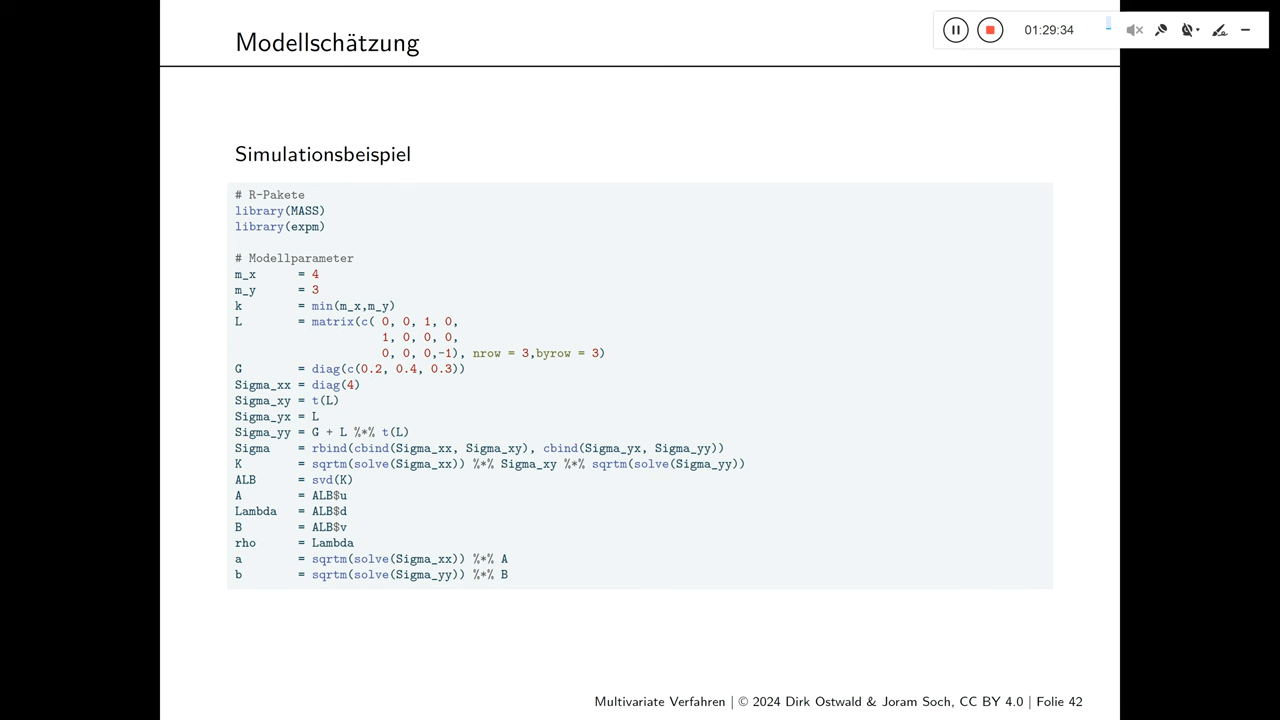 Modellschätzung
01:29:34
Simulationsbeispiel
# R-Pakete
library(MASS)
library(expm)
# Modellparameter
m_x = 4
m_y = 3
k = min(m_x,m_y)
L = matrix(c( 0, 0, 1, 0,
1, 0, 0, 0,
0, 0, 0,-1), nrow = 3,byrow = 3)
G = diag(c(0.2, 0.4, 0.3))
Sigma_xx = diag(4)
Sigma_xy = t(L)
Sigma_yx = L
Sigma_yy = G + L %*% t(L)
Sigma = rbind(cbind(Sigma_xx, Sigma_xy), cbind(Sigma_yx, Sigma_yy))
K = sqrtm(solve(Sigma_xx)) %*% Sigma_xy %*% sqrtm(solve(Sigma_yy))
ALB = svd(K)
A = ALB$u
Lambda = ALB$d
B = ALB$v
rho = Lambda
a = sqrtm(solve(Sigma_xx)) %*% A
b = sqrtm(solve(Sigma_yy)) %*% B
Multivariate Verfahren | © 2024 Dirk Ostwald & Joram Soch, CC BY 4.0 | Folie 42